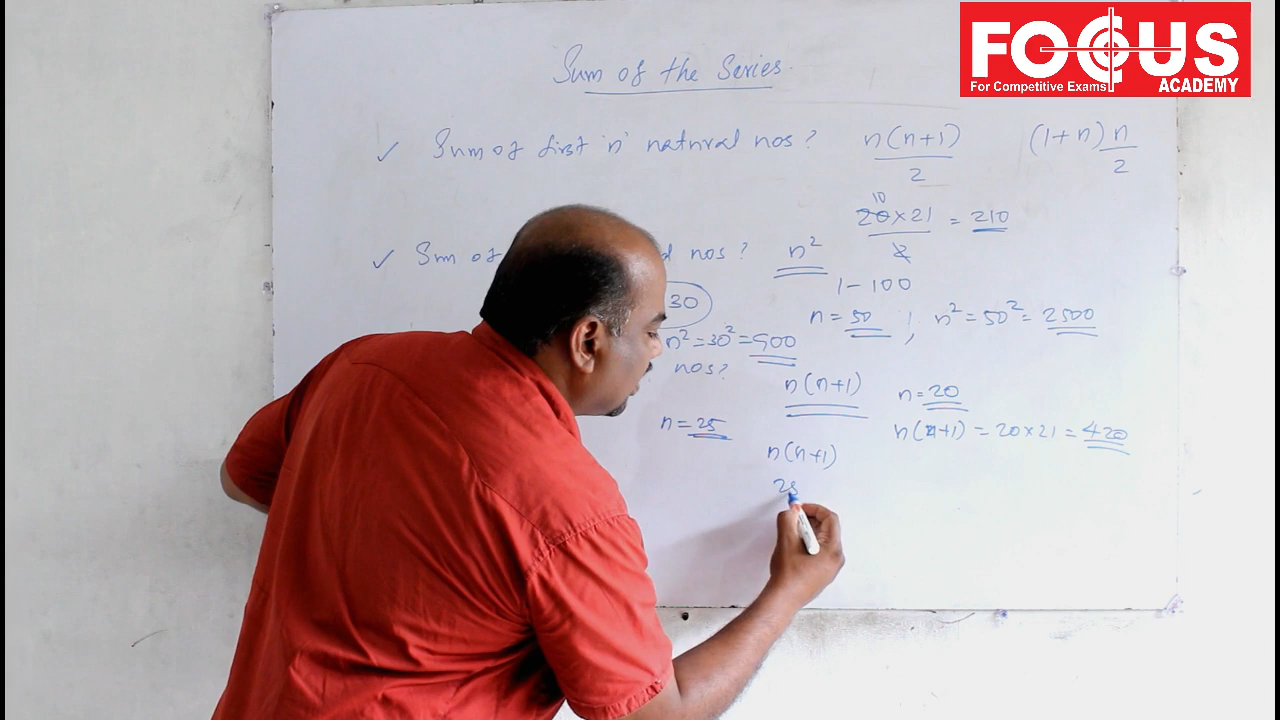 FOCUS
For Competitive Exams
ACADEMY
Sum of the Series
✓ Sum of first 'n' natural nos? n(n+1)/2 (1+n)n/2
10
20×21/2 = 210
✓ Sum of nos? n²
1-100
30
n = 50 ; n² = 50² = 2500
n² = 30² = 900
nos?
n(n+1)
n = 20
n = 25
n(n+1) = 20×21 = 420
n(n+1)
25